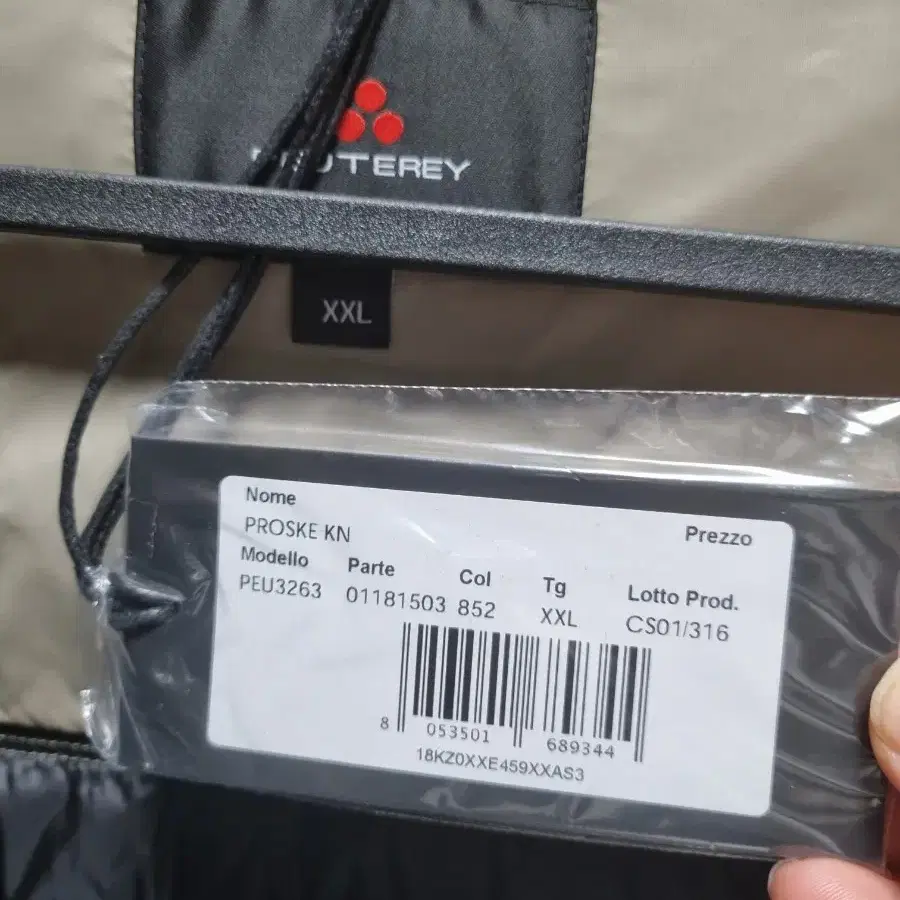 PEUTEREY
XXL
Nome
PROSKE KN
Prezzo
Modello Parte Col Tg Lotto Prod.
PEU3263 01181503 852 XXL CS01/316
8 053501 689344
18KZ0XXE459XXAS3